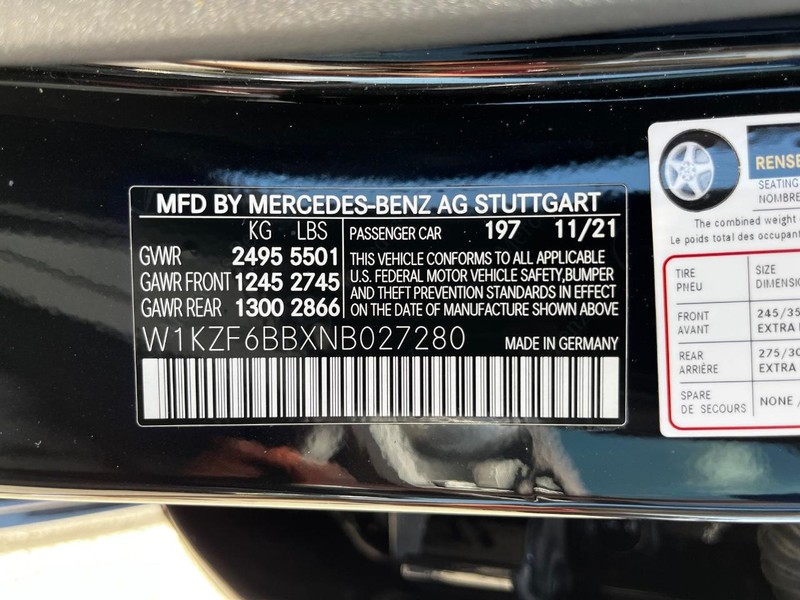 MFD BY MERCEDES-BENZ AG STUTTGART
KG LBS
GVWR 2495 5501
GAWR FRONT 1245 2745
GAWR REAR 1300 2866
PASSENGER CAR 197 11/21
THIS VEHICLE CONFORMS TO ALL APPLICABLE
U.S. FEDERAL MOTOR VEHICLE SAFETY,BUMPER
AND THEFT PREVENTION STANDARDS IN EFFECT
ON THE DATE OF MANUFACTURE SHOWN ABOVE
W1KZF6BBXNB027280
MADE IN GERMANY
RENSE
SEATING
NOMBRE
The combined weight
Le poids total des occupant
TIRE SIZE
PNEU DIMENSIO
FRONT 245/35
AVANT EXTRA
REAR 275/30
ARRIÈRE EXTRA
SPARE NONE /
DE SECOURS